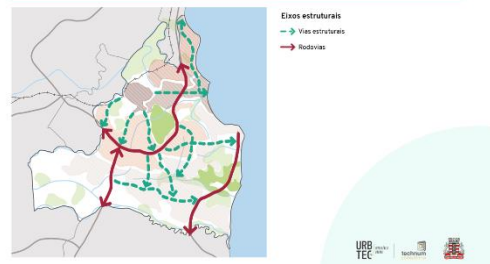 Eixos estruturais
Vias estruturais
Rodovias
URB
TEC
technum